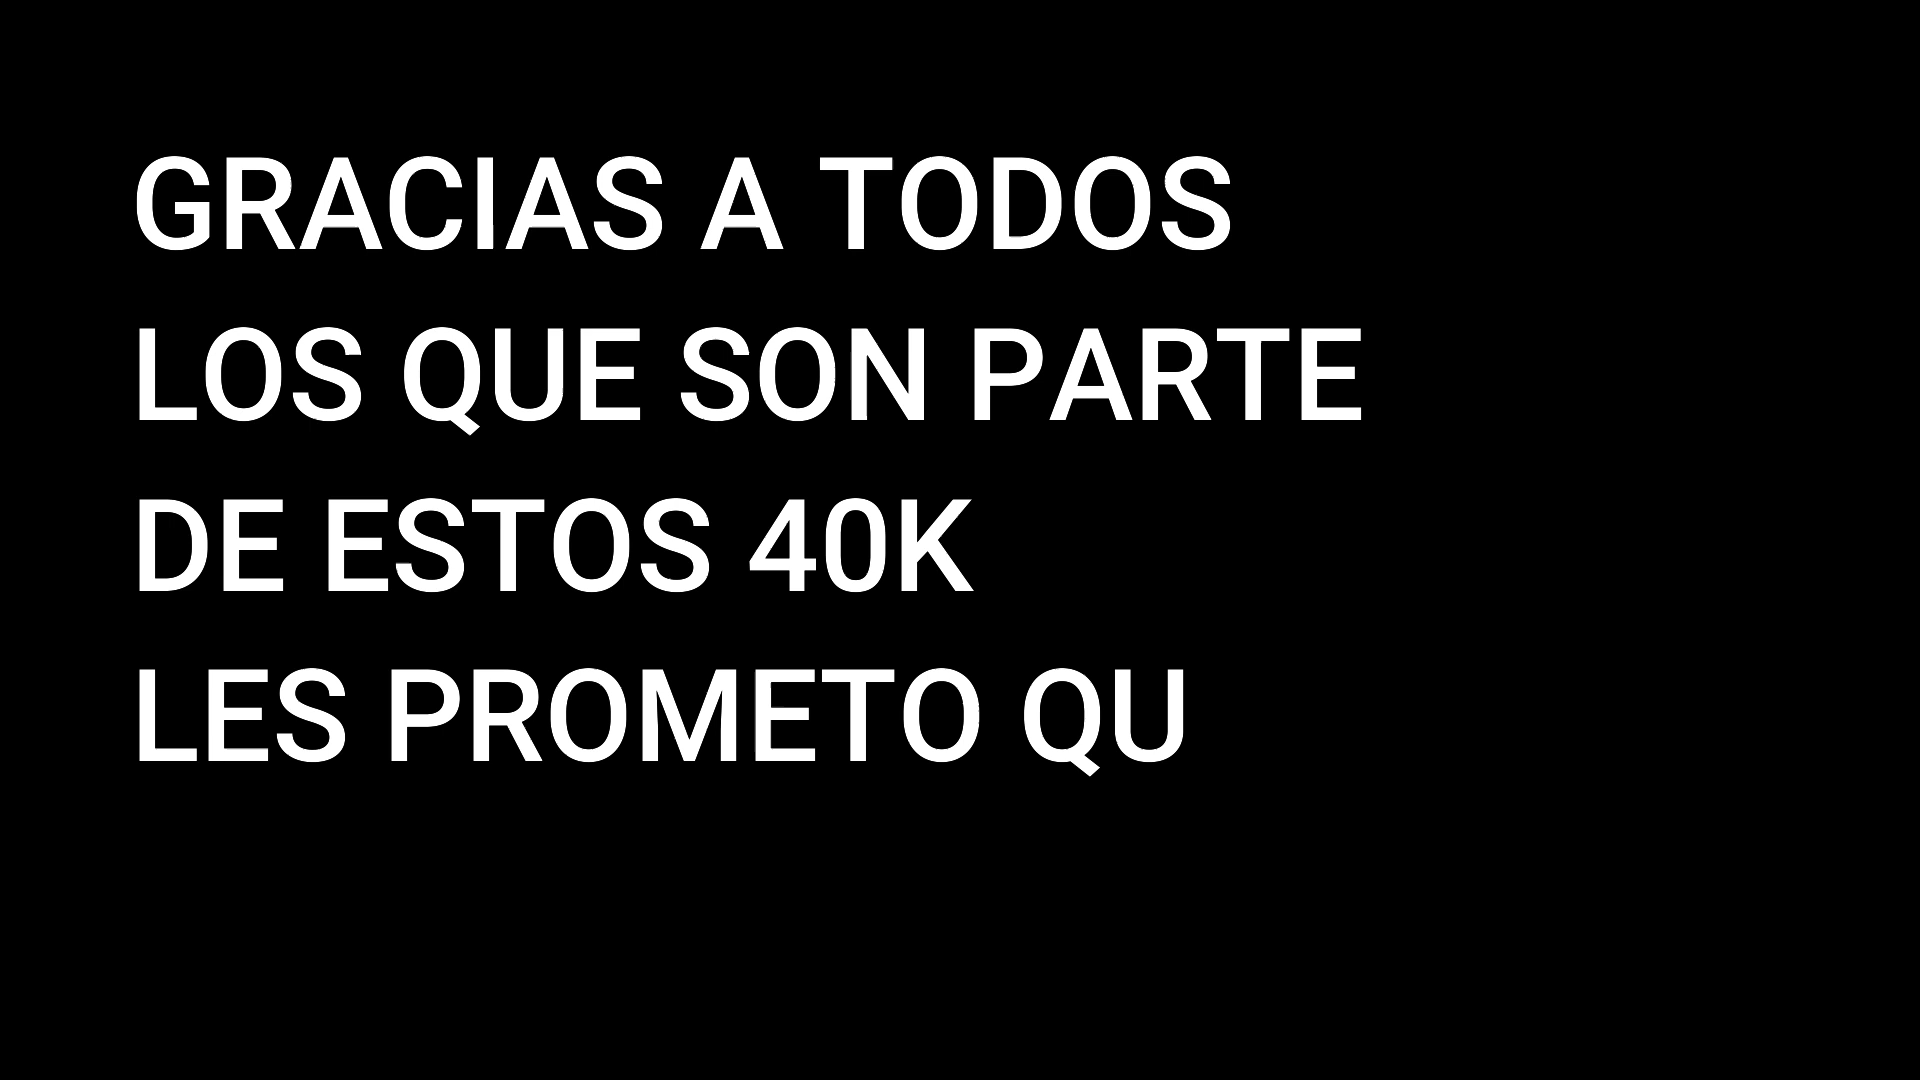 GRACIAS A TODOS
LOS QUE SON PARTE
DE ESTOS 40K
LES PROMETO QU